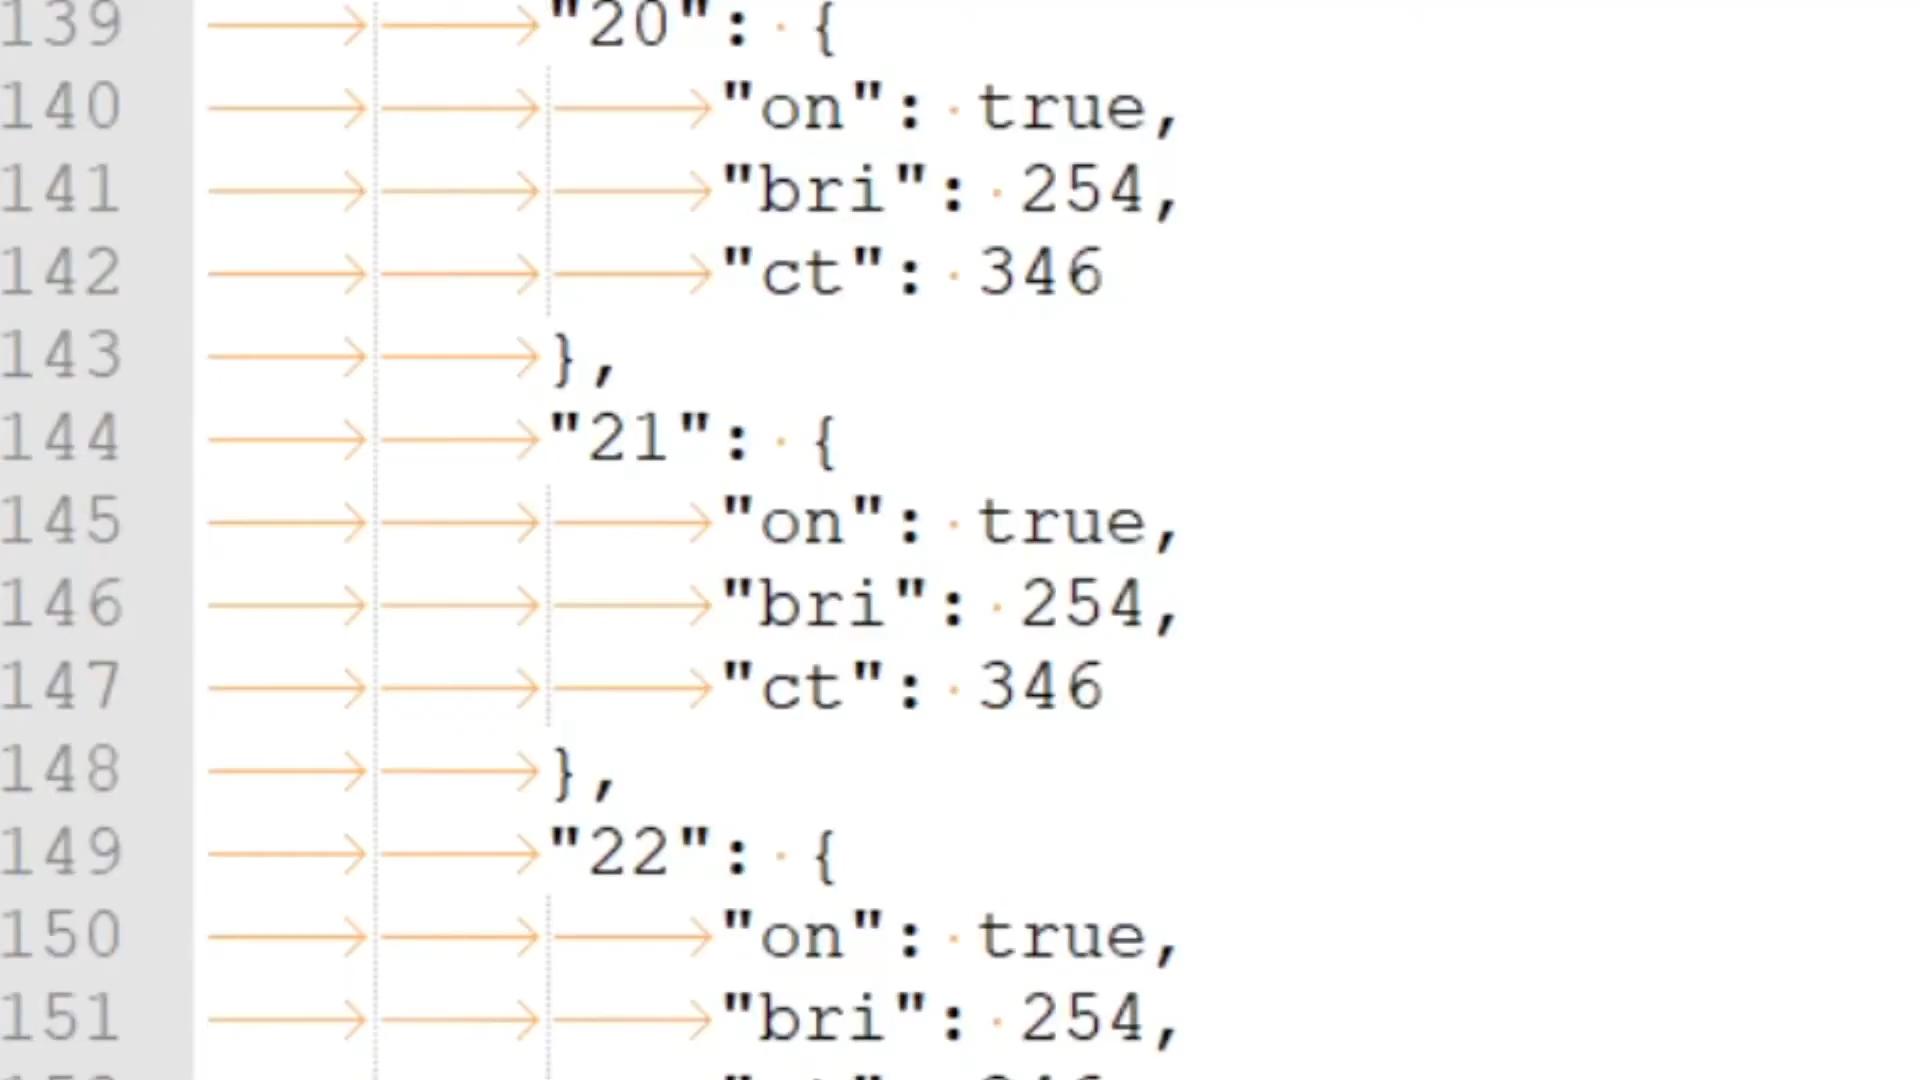 139 "20": {
140 "on": true,
141 "bri": 254,
142 "ct": 346
143 },
144 "21": {
145 "on": true,
146 "bri": 254,
147 "ct": 346
148 },
149 "22": {
150 "on": true,
151 "bri": 254,